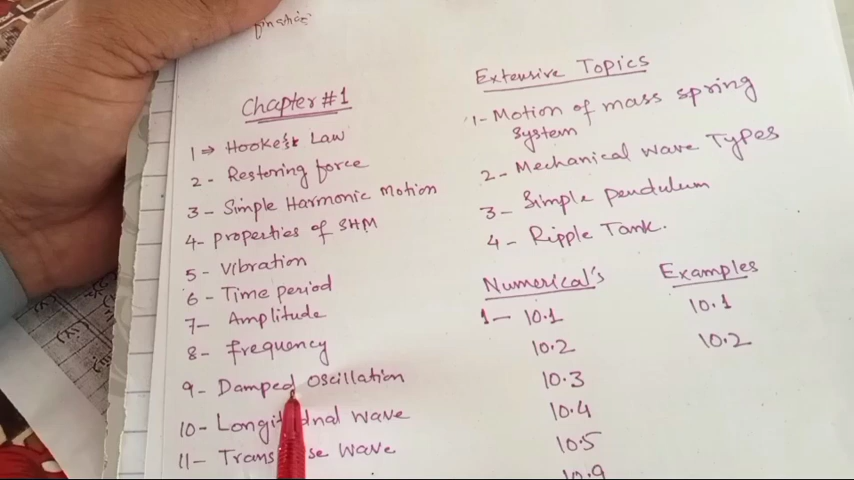 Chapter #1
1 → Hooke's Law
2 - Restoring force
3 - Simple Harmonic Motion
4 - properties of SHM
5 - Vibration
6 - Time period
7 - Amplitude
8 - frequency
9 - Damped Oscillation
10 - Wave
11 - Wave
Extensive Topics
1 - Motion of mass spring
system
2 - Mechanical Wave Types
3 - Simple pendulum
4 - Ripple Tank.
Numerical's
1 - 10.1
10.2
10.3
10.4
10.5
10.9
Examples
10.1
10.2